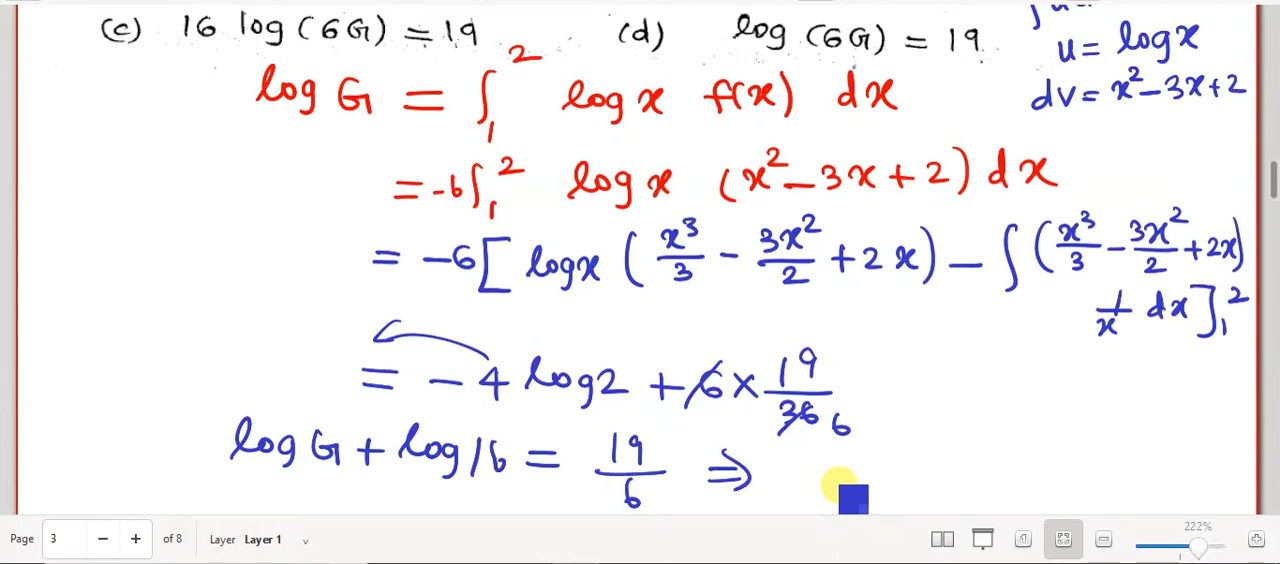 (c) 16 log (6G) = 19 (d) log (6G) = 19
u = log x
dv = x² - 3x + 2
log G = ∫₁² log x f(x) dx
= -6 ∫₁² log x (x² - 3x + 2) dx
= -6 [ log x ( x³/3 - 3x²/2 + 2x ) - ∫ ( x³/3 - 3x²/2 + 2x )
1/x dx ]₁²
= - 4 log 2 + 6 × 19/36 6
log G + log 16 = 19/6 ⇒
Page 3 - + of 8 Layer Layer 1 222%